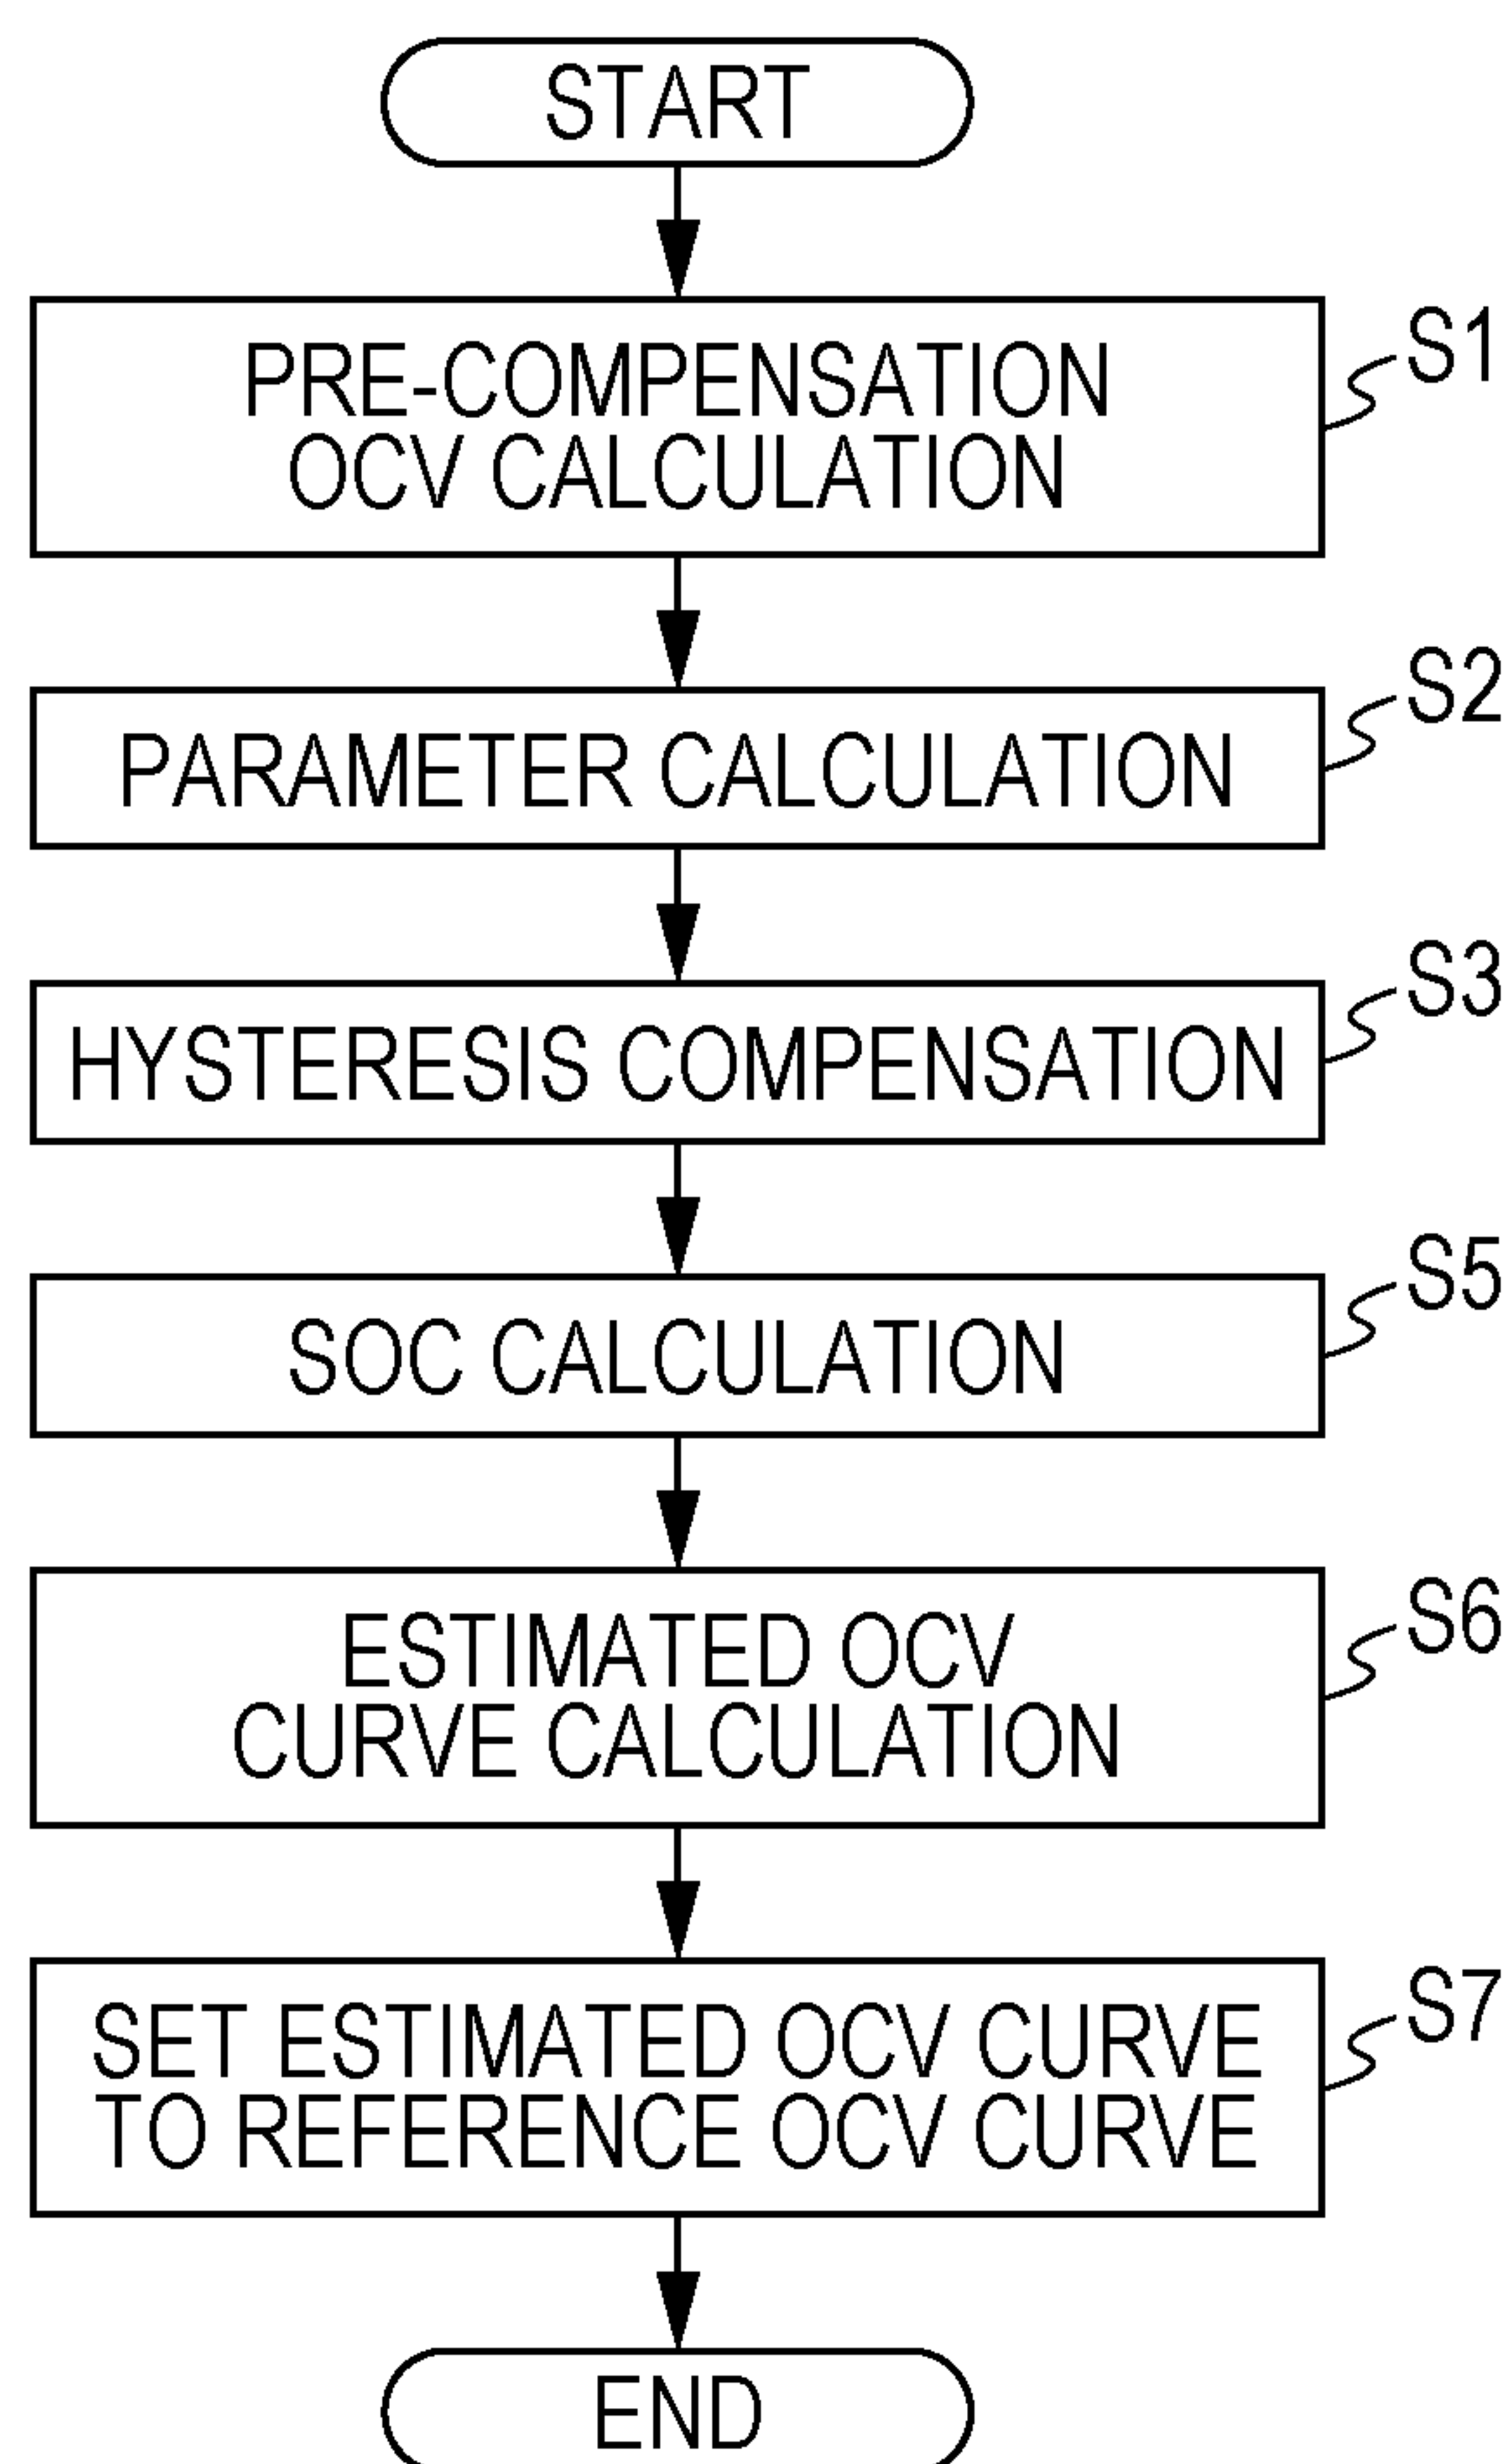 START
PRE-COMPENSATION
OCV CALCULATION
S1
PARAMETER CALCULATION
S2
HYSTERESIS COMPENSATION
S3
SOC CALCULATION
S5
ESTIMATED OCV
CURVE CALCULATION
S6
SET ESTIMATED OCV CURVE
TO REFERENCE OCV CURVE
S7
END